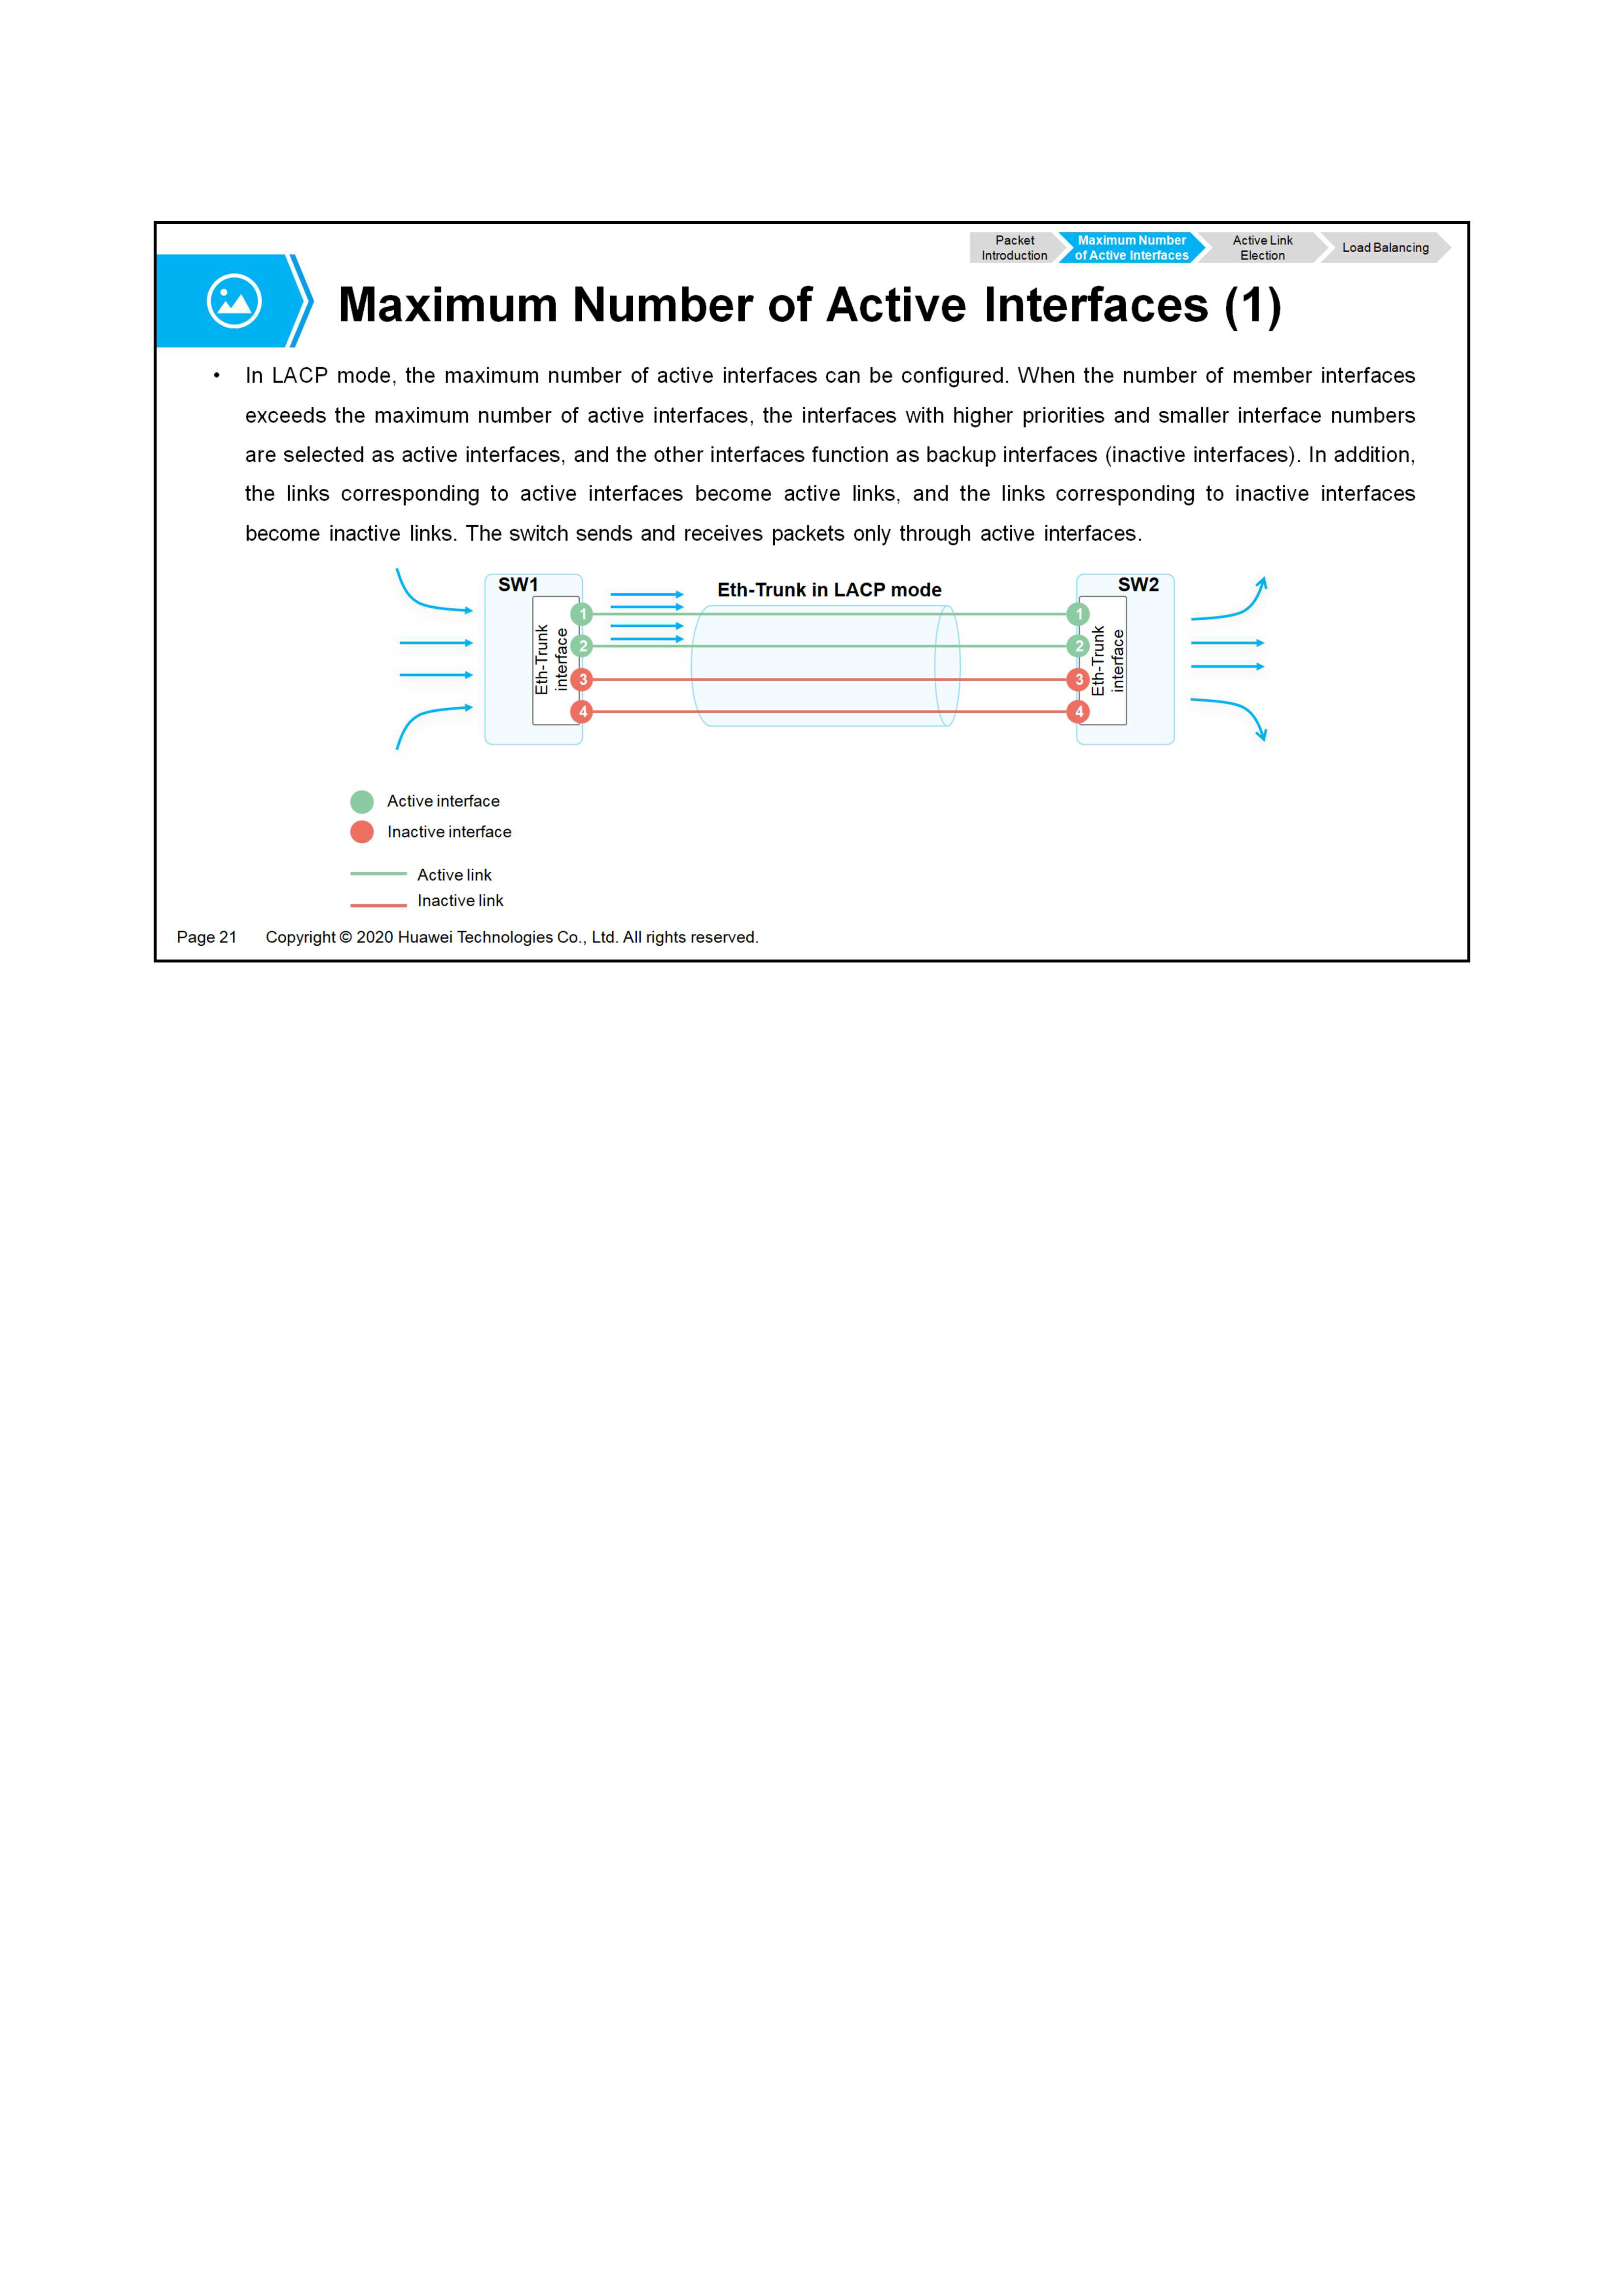 Packet
Introduction
Maximum Number
of Active Interfaces
Active Link
Election
Load Balancing
Maximum Number of Active Interfaces (1)
• In LACP mode, the maximum number of active interfaces can be configured. When the number of member interfaces
exceeds the maximum number of active interfaces, the interfaces with higher priorities and smaller interface numbers
are selected as active interfaces, and the other interfaces function as backup interfaces (inactive interfaces). In addition,
the links corresponding to active interfaces become active links, and the links corresponding to inactive interfaces
become inactive links. The switch sends and receives packets only through active interfaces.
SW1
Eth-Trunk in LACP mode
SW2
Eth-Trunk
interface
1
2
3
4
1
2
3
4
Eth-Trunk
interface
Active interface
Inactive interface
Active link
Inactive link
Page 21 Copyright © 2020 Huawei Technologies Co., Ltd. All rights reserved.